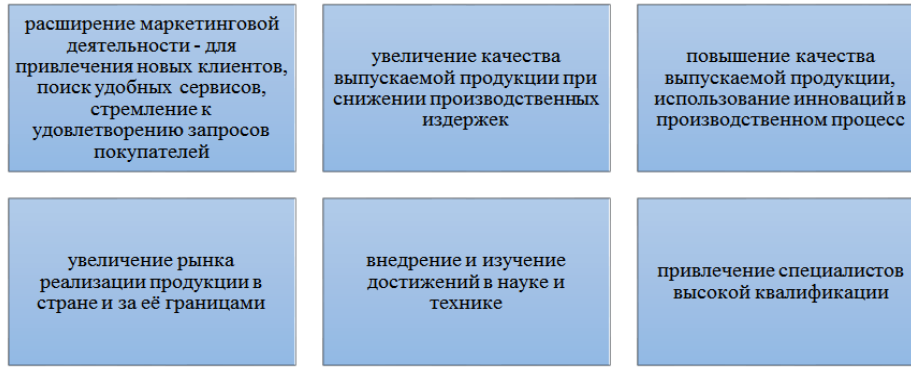 расширение маркетинговой
деятельности - для
привлечения новых клиентов,
поиск удобных сервисов,
стремление к
удовлетворению запросов
покупателей
увеличение качества
выпускаемой продукции при
снижении производственных
издержек
повышение качества
выпускаемой продукции,
использование инноваций в
производственном процесс
увеличение рынка
реализации продукции в
стране и за её границами
внедрение и изучение
достижений в науке и
технике
привлечение специалистов
высокой квалификации